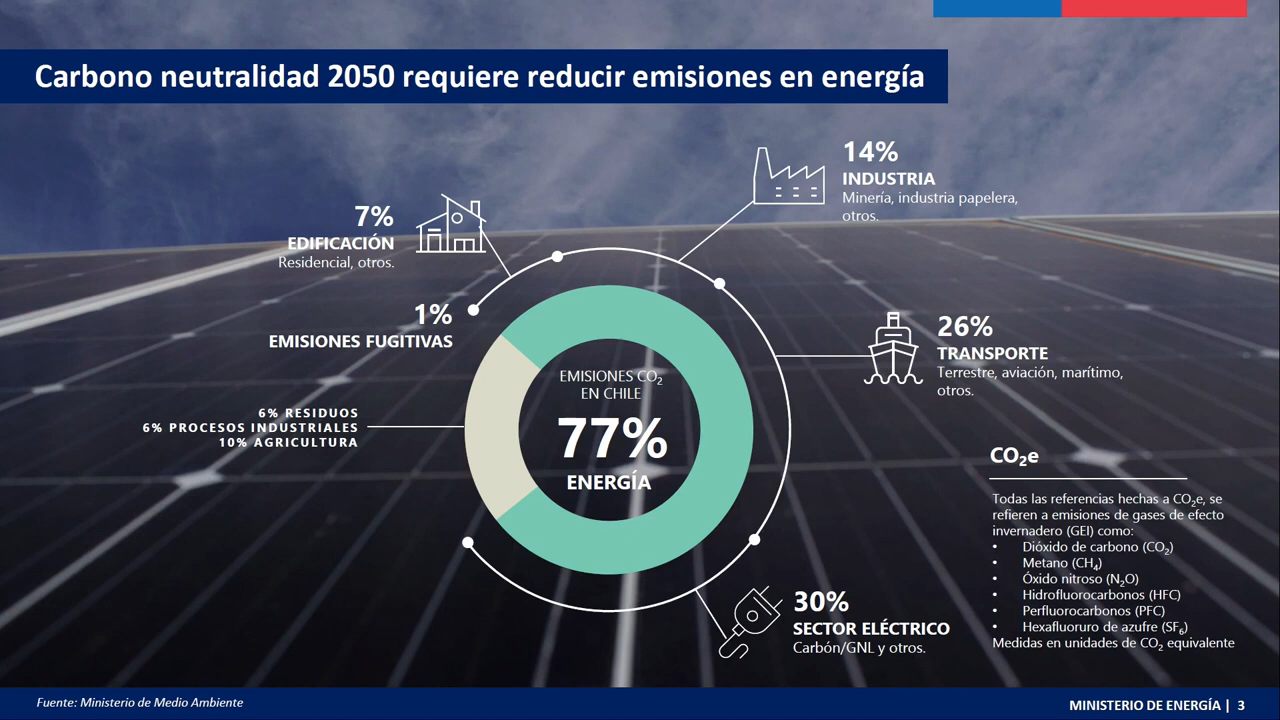 Carbono neutralidad 2050 requiere reducir emisiones en energía
14%
INDUSTRIA
Minería, industria papelera,
otros.
7%
EDIFICACIÓN
Residencial, otros.
1%
EMISIONES FUGITIVAS
26%
TRANSPORTE
Terrestre, aviación, marítimo,
otros.
EMISIONES CO₂
EN CHILE
77%
ENERGÍA
6% RESIDUOS
6% PROCESOS INDUSTRIALES
10% AGRICULTURA
30%
SECTOR ELÉCTRICO
Carbón/GNL y otros.
CO₂e
Todas las referencias hechas a CO₂e, se
refieren a emisiones de gases de efecto
invernadero (GEI) como:
• Dióxido de carbono (CO₂)
• Metano (CH₄)
• Óxido nitroso (N₂O)
• Hidrofluorocarbonos (HFC)
• Perfluorocarbonos (PFC)
• Hexafluoruro de azufre (SF₆)
Medidas en unidades de CO₂ equivalente
Fuente: Ministerio de Medio Ambiente
MINISTERIO DE ENERGÍA | 3